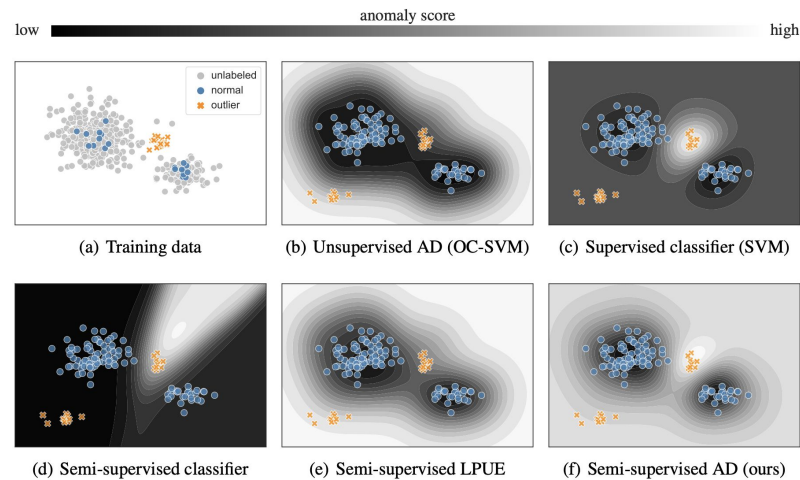 anomaly score
low high
unlabeled
normal
outlier
(a) Training data
(b) Unsupervised AD (OC-SVM)
(c) Supervised classifier (SVM)
(d) Semi-supervised classifier
(e) Semi-supervised LPUE
(f) Semi-supervised AD (ours)